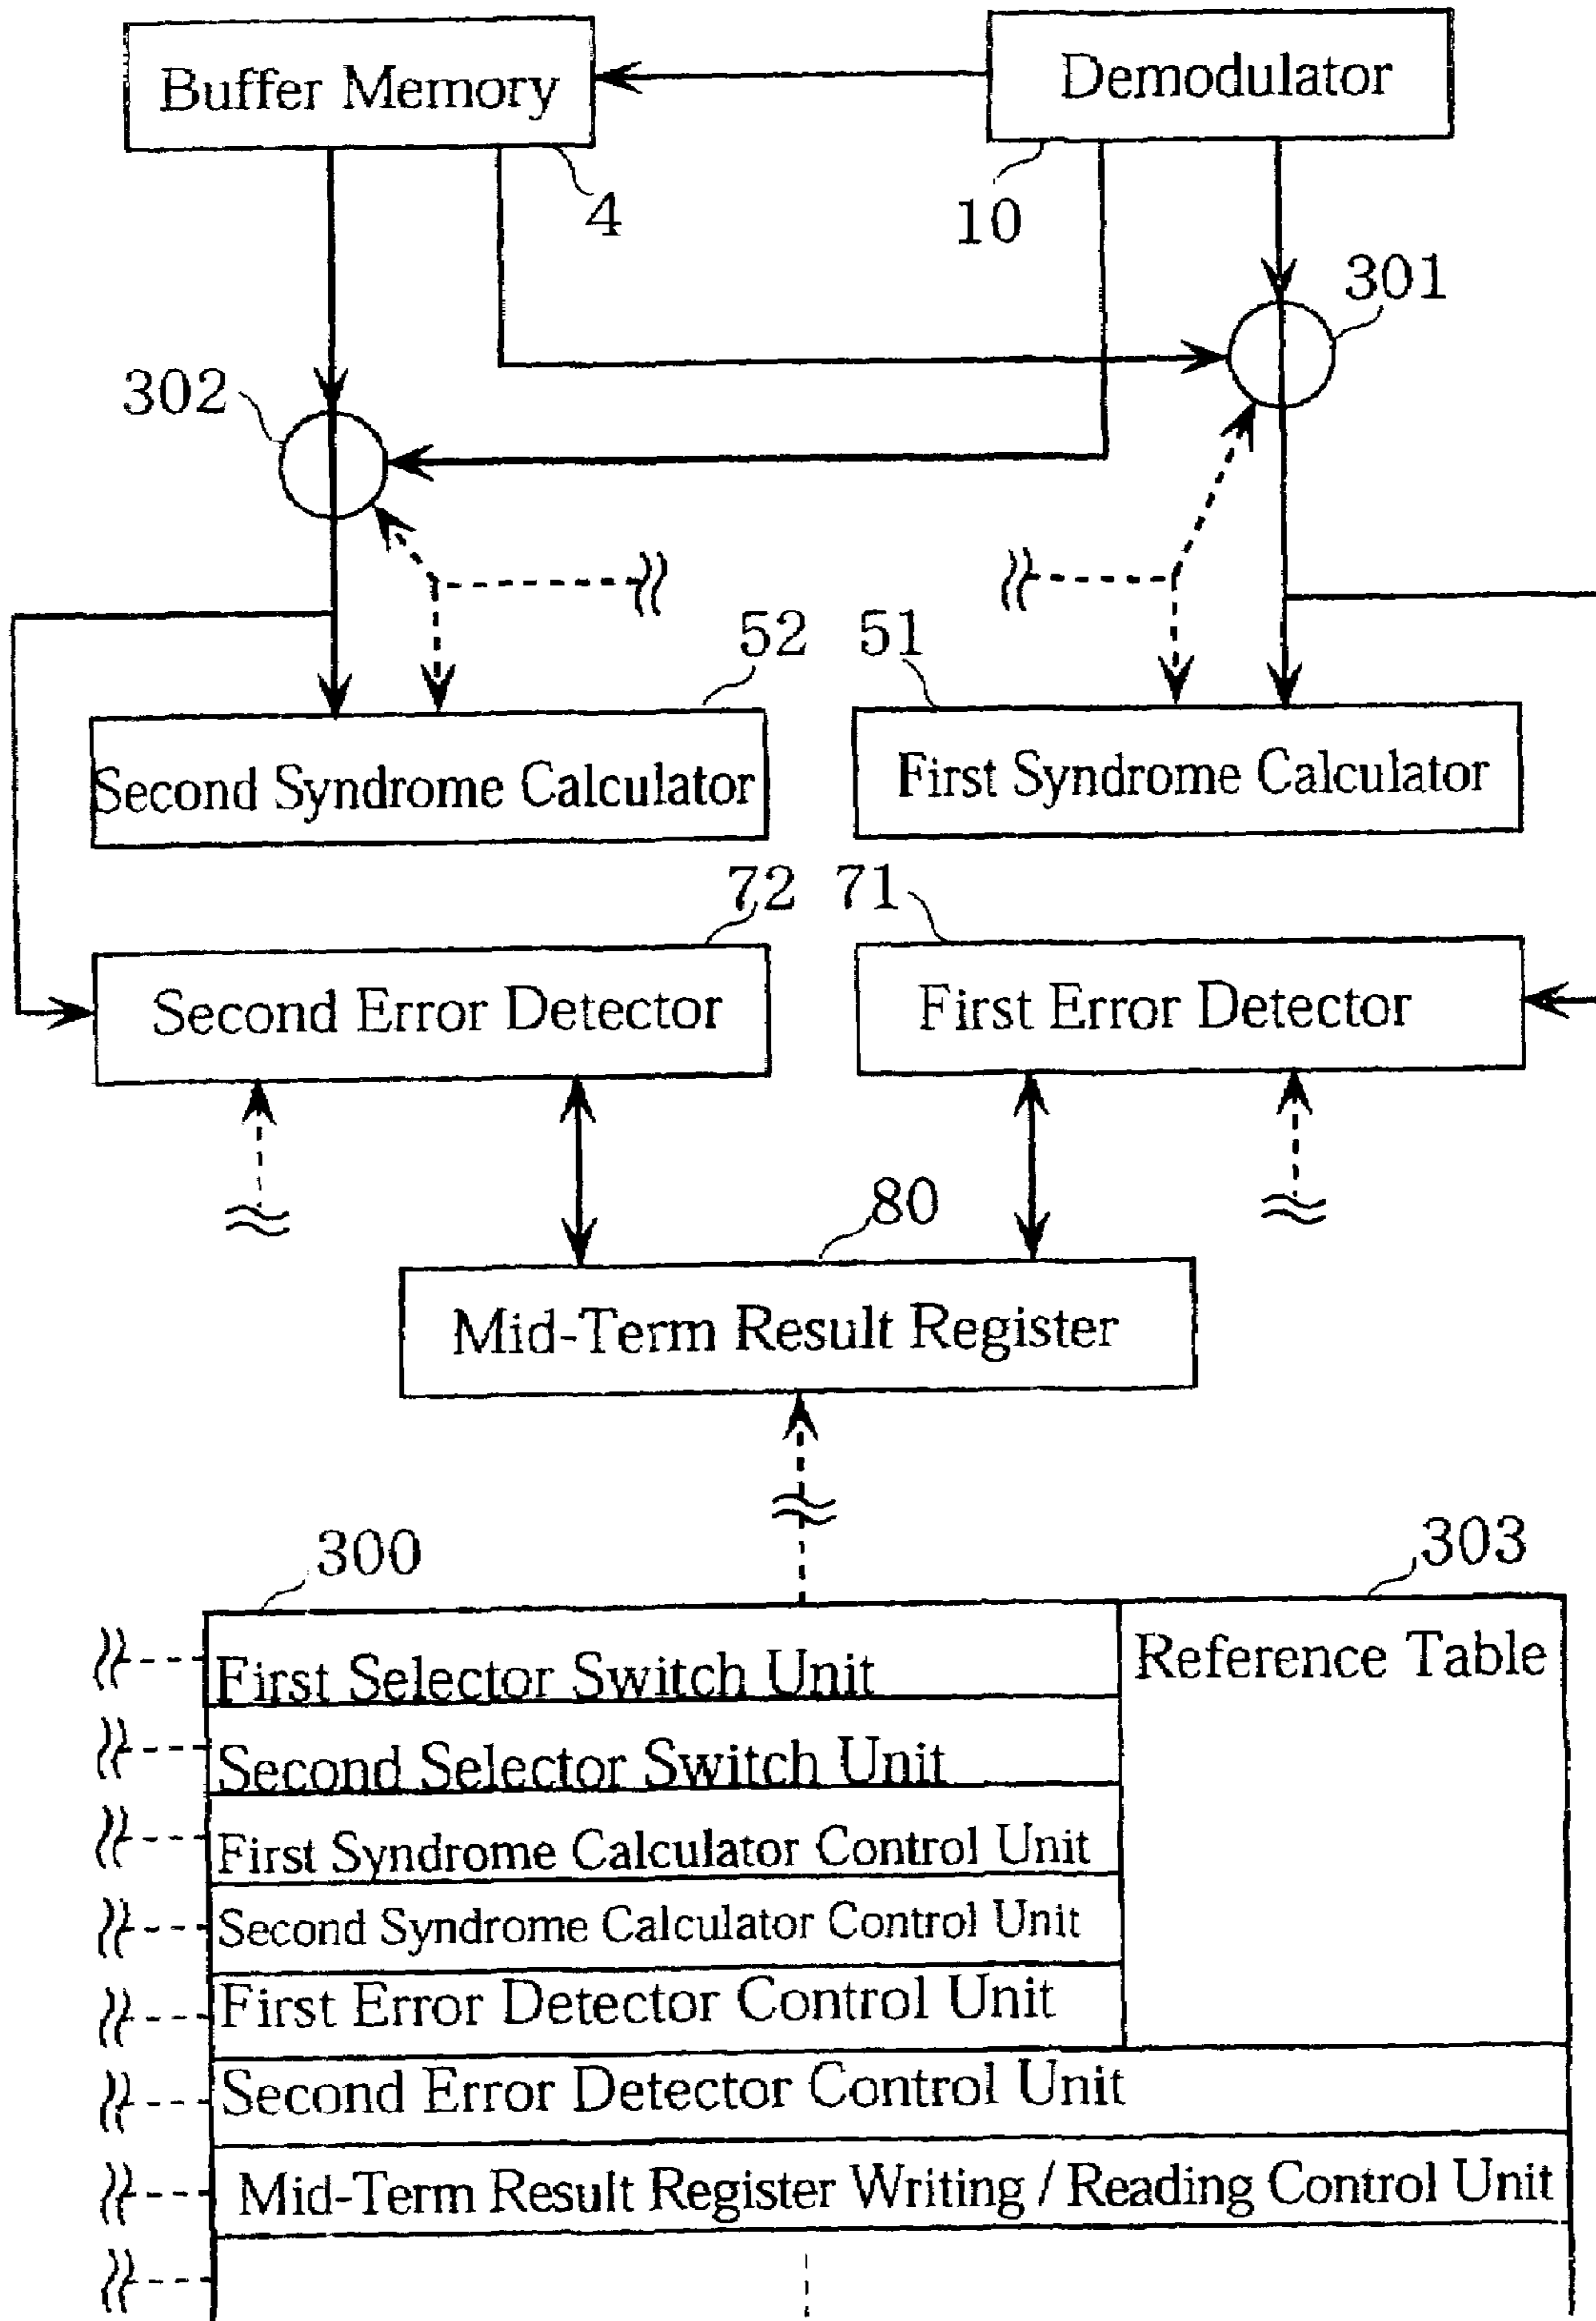 Buffer Memory
Demodulator
4
10
301
302
52
51
Second Syndrome Calculator
First Syndrome Calculator
72
71
Second Error Detector
First Error Detector
80
Mid-Term Result Register
300
303
First Selector Switch Unit
Reference Table
Second Selector Switch Unit
First Syndrome Calculator Control Unit
Second Syndrome Calculator Control Unit
First Error Detector Control Unit
Second Error Detector Control Unit
Mid-Term Result Register Writing / Reading Control Unit